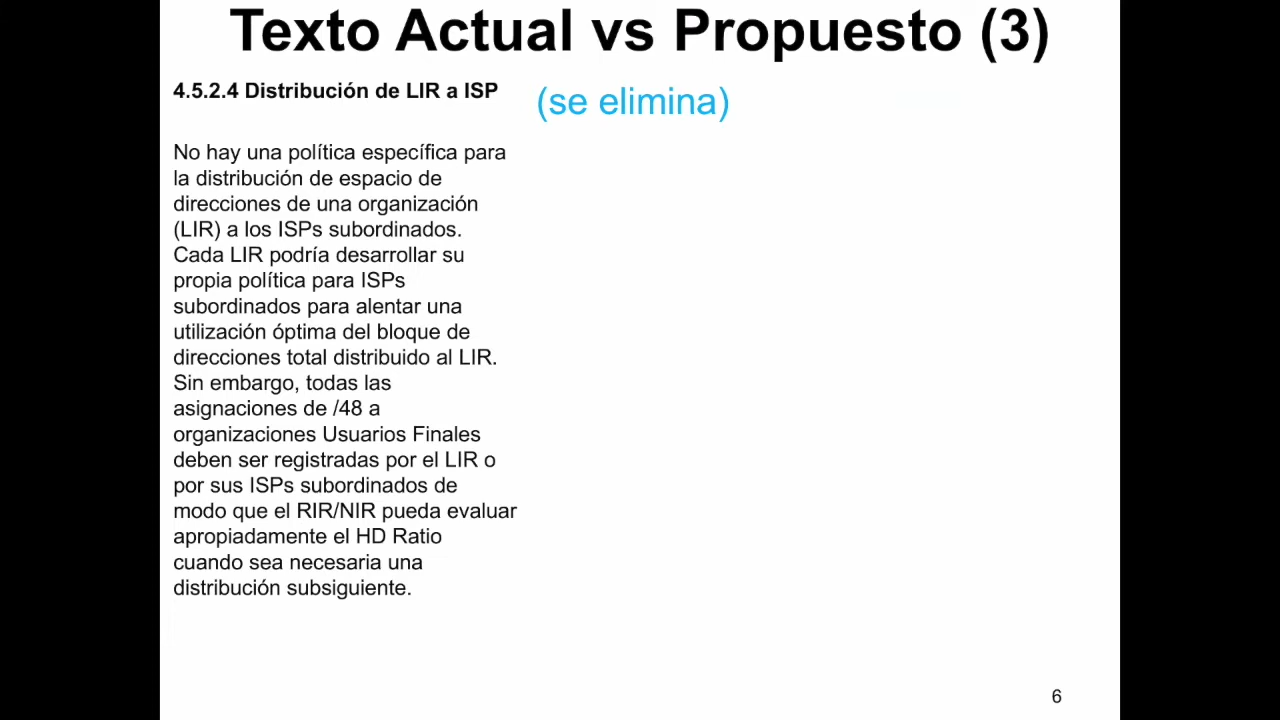 Texto Actual vs Propuesto (3)
4.5.2.4 Distribución de LIR a ISP
(se elimina)
No hay una política específica para
la distribución de espacio de
direcciones de una organización
(LIR) a los ISPs subordinados.
Cada LIR podría desarrollar su
propia política para ISPs
subordinados para alentar una
utilización óptima del bloque de
direcciones total distribuido al LIR.
Sin embargo, todas las
asignaciones de /48 a
organizaciones Usuarios Finales
deben ser registradas por el LIR o
por sus ISPs subordinados de
modo que el RIR/NIR pueda evaluar
apropiadamente el HD Ratio
cuando sea necesaria una
distribución subsiguiente.
6